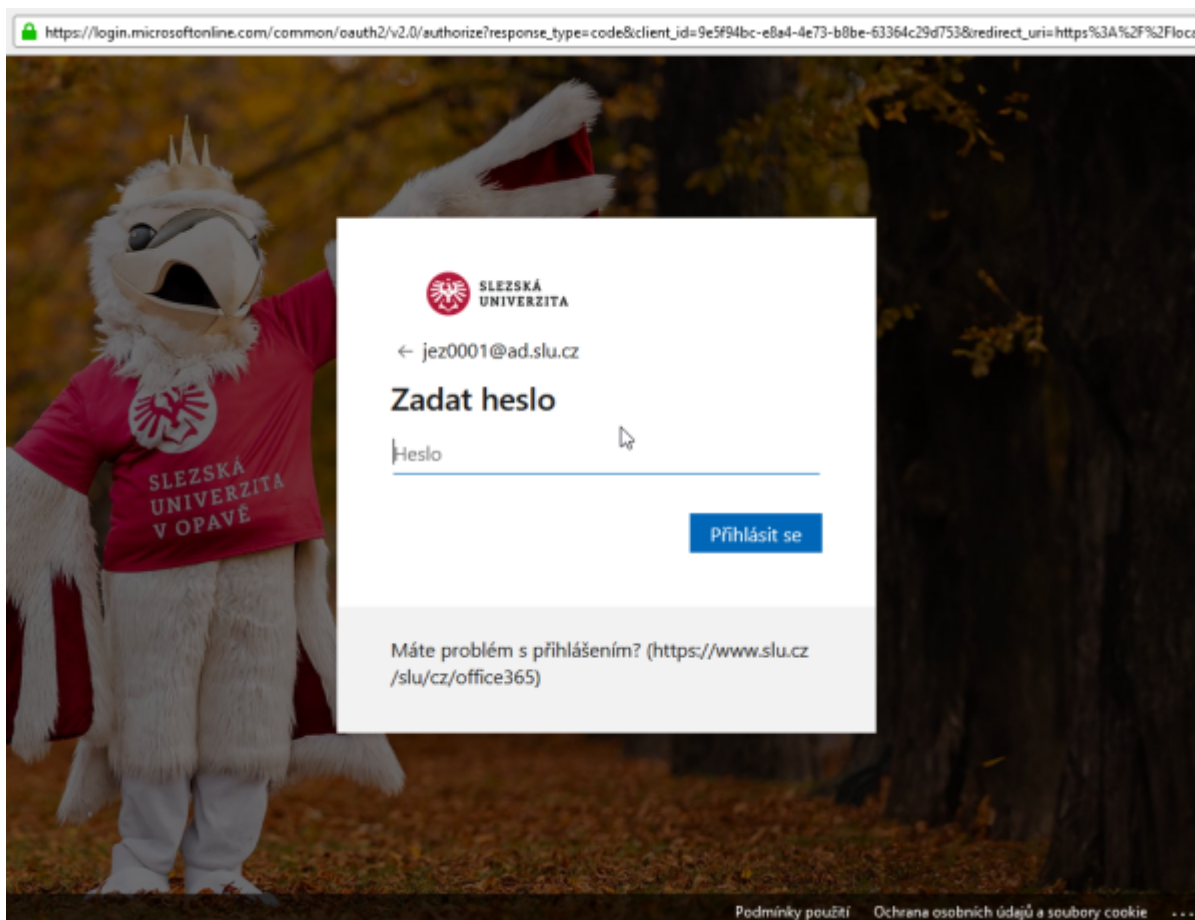 https://login.microsoftonline.com/common/oauth2/v2.0/authorize?response_type=code&client_id=9e5f94bc-e8a4-4e73-b8be-63364c29d753&redirect_uri=https%3A%2F%2Floca
SLEZSKÁ
UNIVERZITA
← jez0001@ad.slu.cz
Zadat heslo
Heslo
Přihlásit se
Máte problém s přihlášením? (https://www.slu.cz
/slu/cz/office365)
SLEZSKÁ
UNIVERZITA
V OPAVĚ
Podmínky použití Ochrana osobních údajů a soubory cookie ...